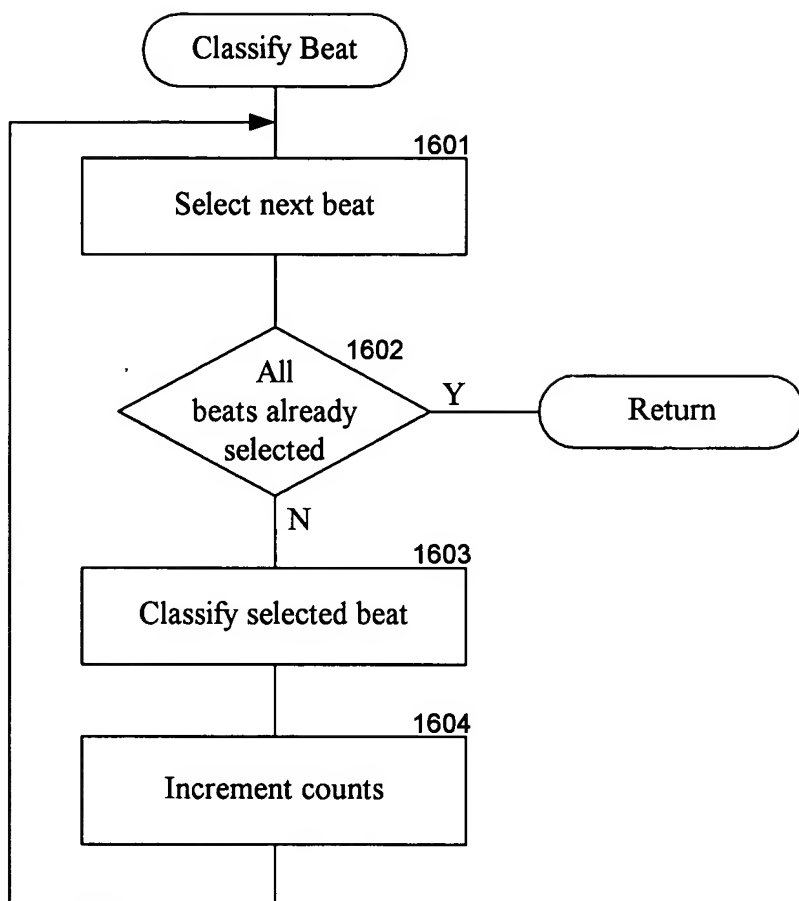 Classify Beat
1601
Select next beat
1602
All
beats already
selected
Y
Return
N
1603
Classify selected beat
1604
Increment counts